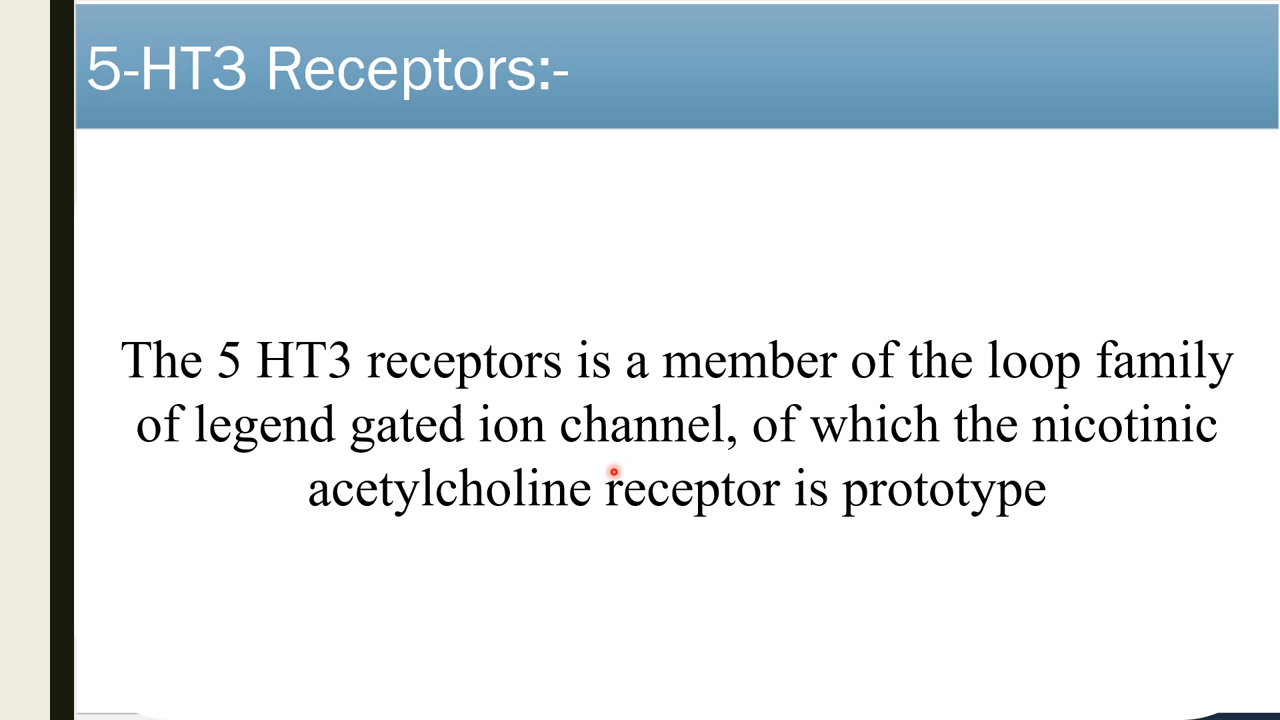 5-HT3 Receptors:-
The 5 HT3 receptors is a member of the loop family
of legend gated ion channel, of which the nicotinic
acetylcholine receptor is prototype